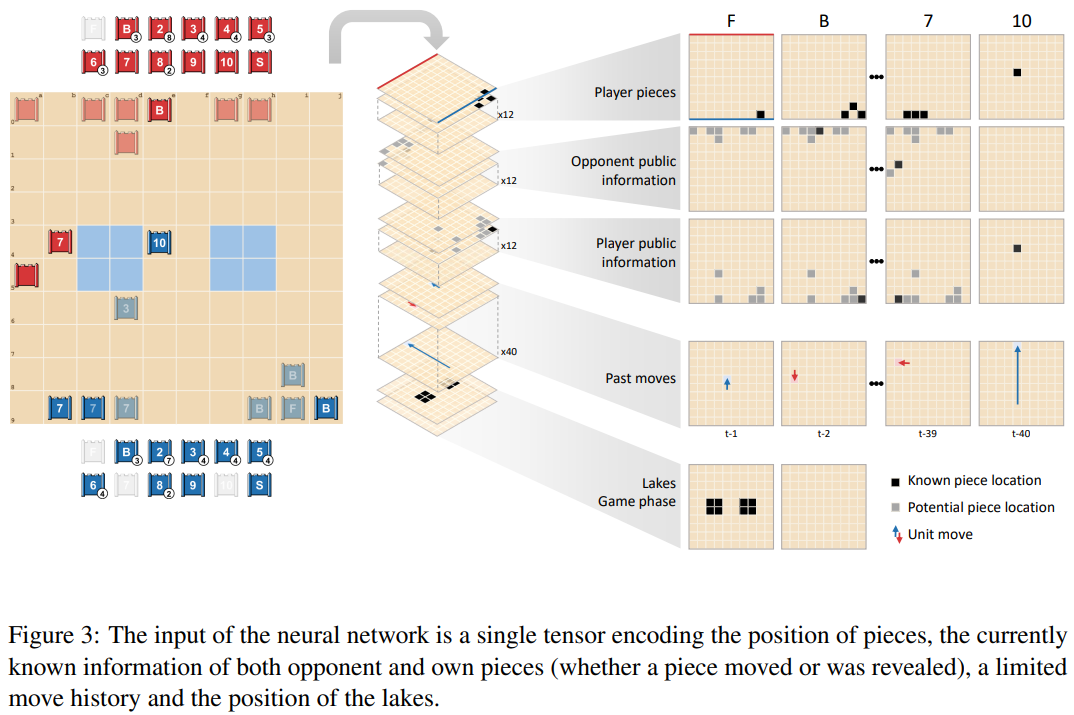 F B 3 2 8 3 4 4 4 5 3
6 3 7 8 2 9 10 S
a b c d e f g h i j
B
0
1
2
3
7 10
4
5
3
6
7
B
8
7 7 7 B F B
9
F B 3 2 7 3 4 4 4 5 4
6 4 7 8 2 9 10 S
x12
x12
x12
x40
F B 7 10
Player pieces
Opponent public
information
Player public
information
Past moves
t-1 t-2 t-39 t-40
Lakes
Game phase
Known piece location
Potential piece location
Unit move
Figure 3: The input of the neural network is a single tensor encoding the position of pieces, the currently
known information of both opponent and own pieces (whether a piece moved or was revealed), a limited
move history and the position of the lakes.